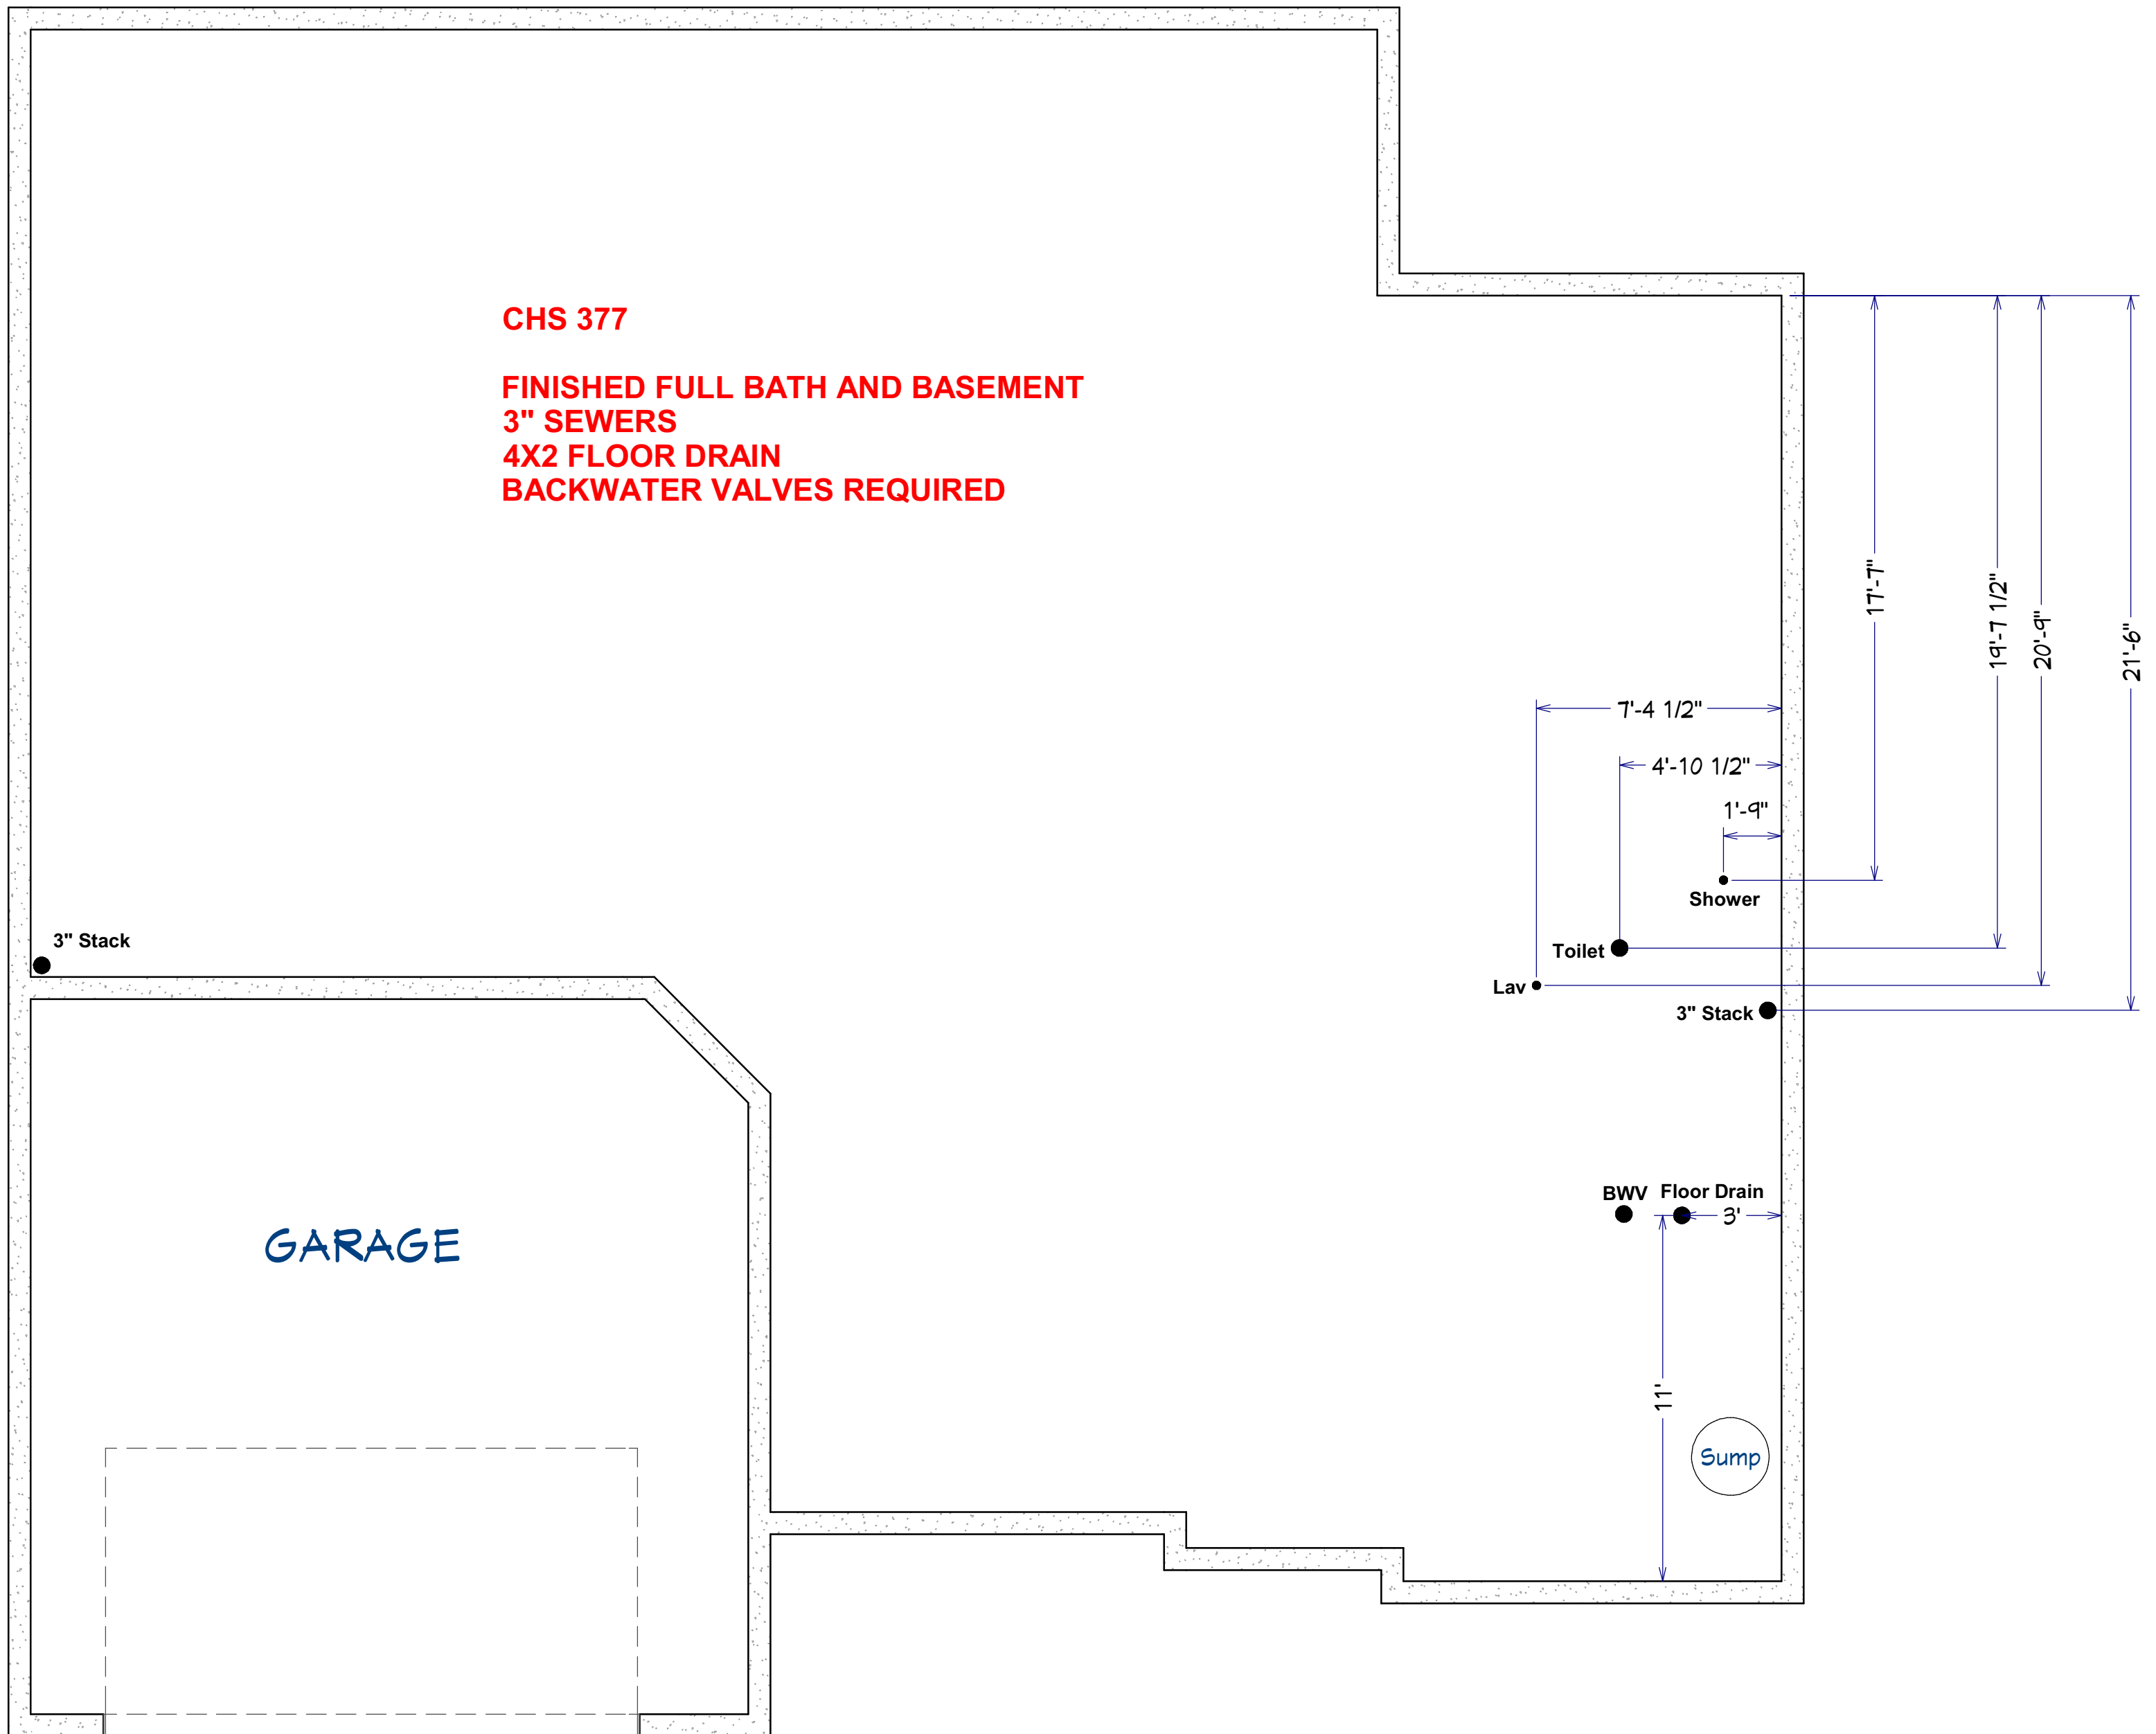 CHS 377
FINISHED FULL BATH AND BASEMENT
3" SEWERS
4X2 FLOOR DRAIN
BACKWATER VALVES REQUIRED
17'-7"
19'-7 1/2"
20'-9"
21'-6"
7'-4 1/2"
4'-10 1/2"
1'-9"
Shower
3" Stack
Toilet
Lav
3" Stack
BWV
Floor Drain
3'
GARAGE
11'
Sump